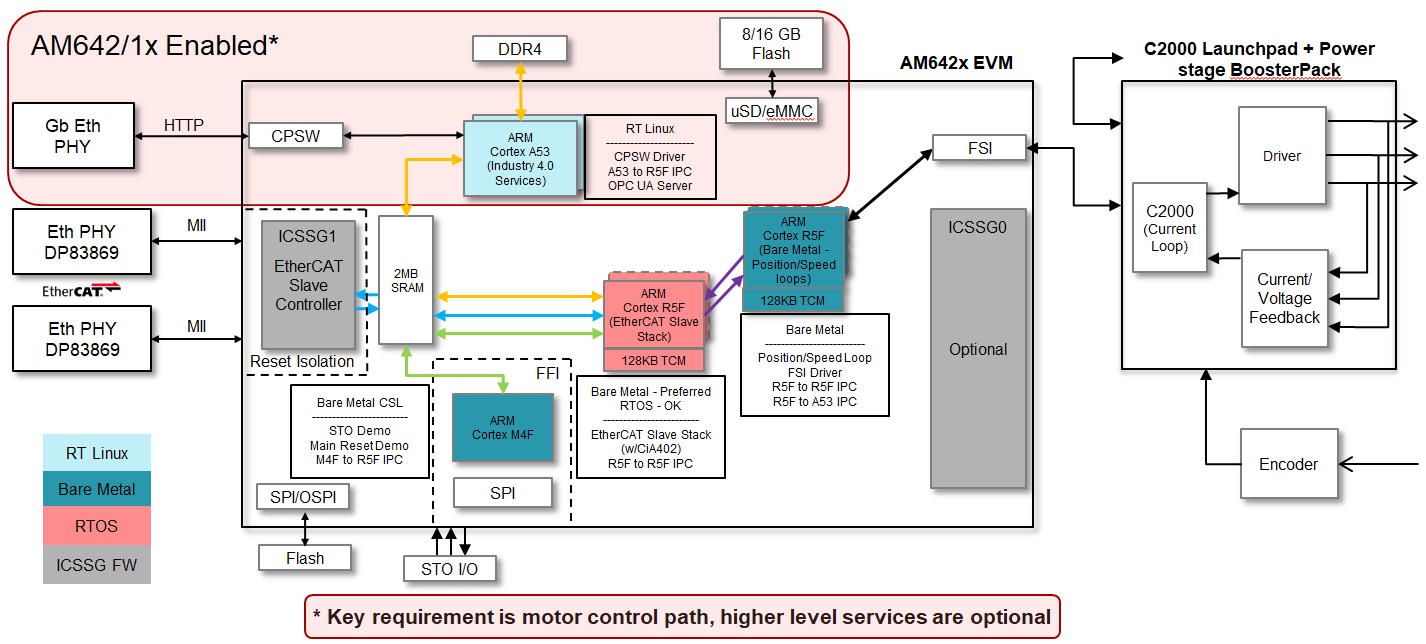 AM642/1x Enabled*
DDR4
8/16 GB
Flash
uSD/eMMC
AM642x EVM
C2000 Launchpad + Power
stage BoosterPack
Gb Eth
PHY
HTTP
CPSW
ARM
Cortex A53
(Industry 4.0
Services)
RT Linux
-----------------------
CPSW Driver
A53 to R5F IPC
OPC UA Server
FSI
Driver
C2000
(Current
Loop)
Current/
Voltage
Feedback
Eth PHY
DP83869
MII
EtherCAT
Eth PHY
DP83869
MII
ICSSG1
EtherCAT
Slave
Controller
Reset Isolation
2MB
SRAM
ARM
Cortex R5F
(EtherCAT Slave
Stack)
128KB TCM
ARM
Cortex R5F
(Bare Metal -
Position/Speed
loops)
128KB TCM
ICSSG0
Optional
Bare Metal
--------------------------
Position/Speed Loop
FSI Driver
R5F to R5F IPC
R5F to A53 IPC
FFI
Bare Metal CSL
-------------------------
STO Demo
Main Reset Demo
M4F to R5F IPC
ARM
Cortex M4F
SPI
Bare Metal - Preferred
RTOS - OK
-------------------------
EtherCAT Slave Stack
(w/CiA402)
R5F to R5F IPC
Encoder
RT Linux
Bare Metal
RTOS
ICSSG FW
SPI/OSPI
Flash
STO I/O
* Key requirement is motor control path, higher level services are optional